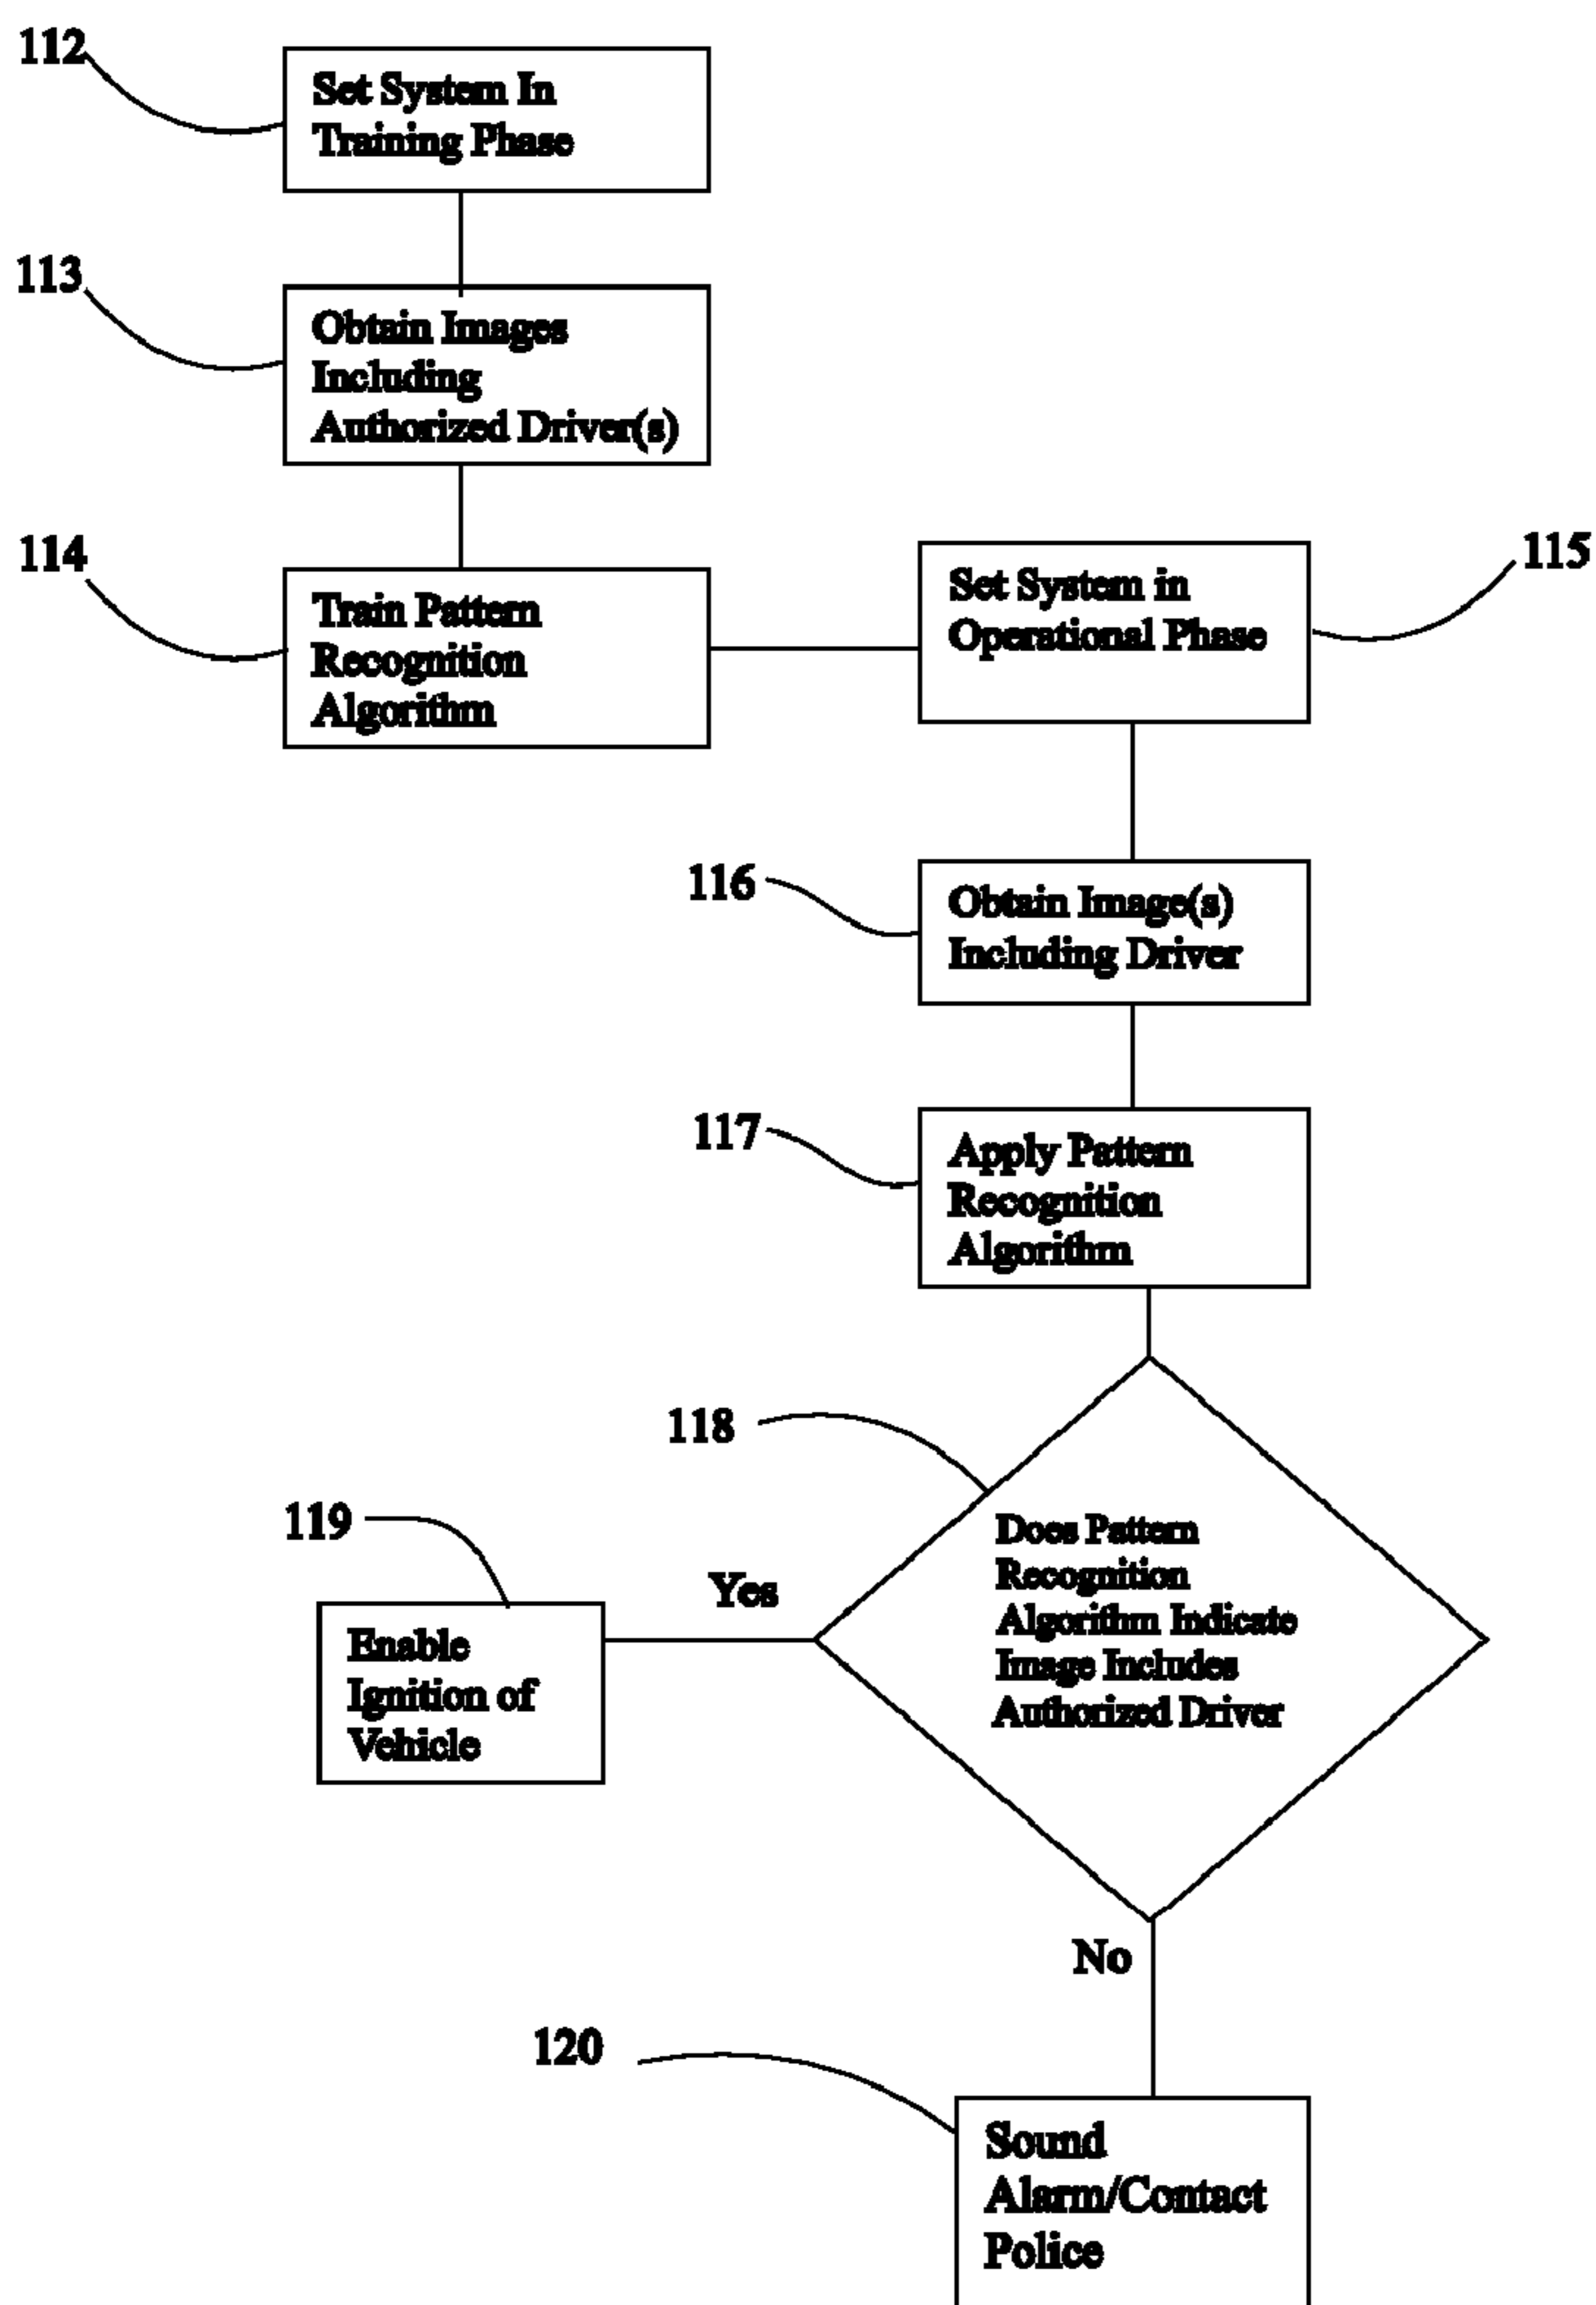 112
Set System In
Training Phase
113
Obtain Images
Including
Authorized Driver(s)
114
Train Pattern
Recognition
Algorithm
115
Set System in
Operational Phase
116
Obtain Image(s)
Including Driver
117
Apply Pattern
Recognition
Algorithm
118
Does Pattern
Recognition
Algorithm Indicate
Image Includes
Authorized Driver
Yes
119
Enable
Ignition of
Vehicle
No
120
Sound
Alarm/Contact
Police